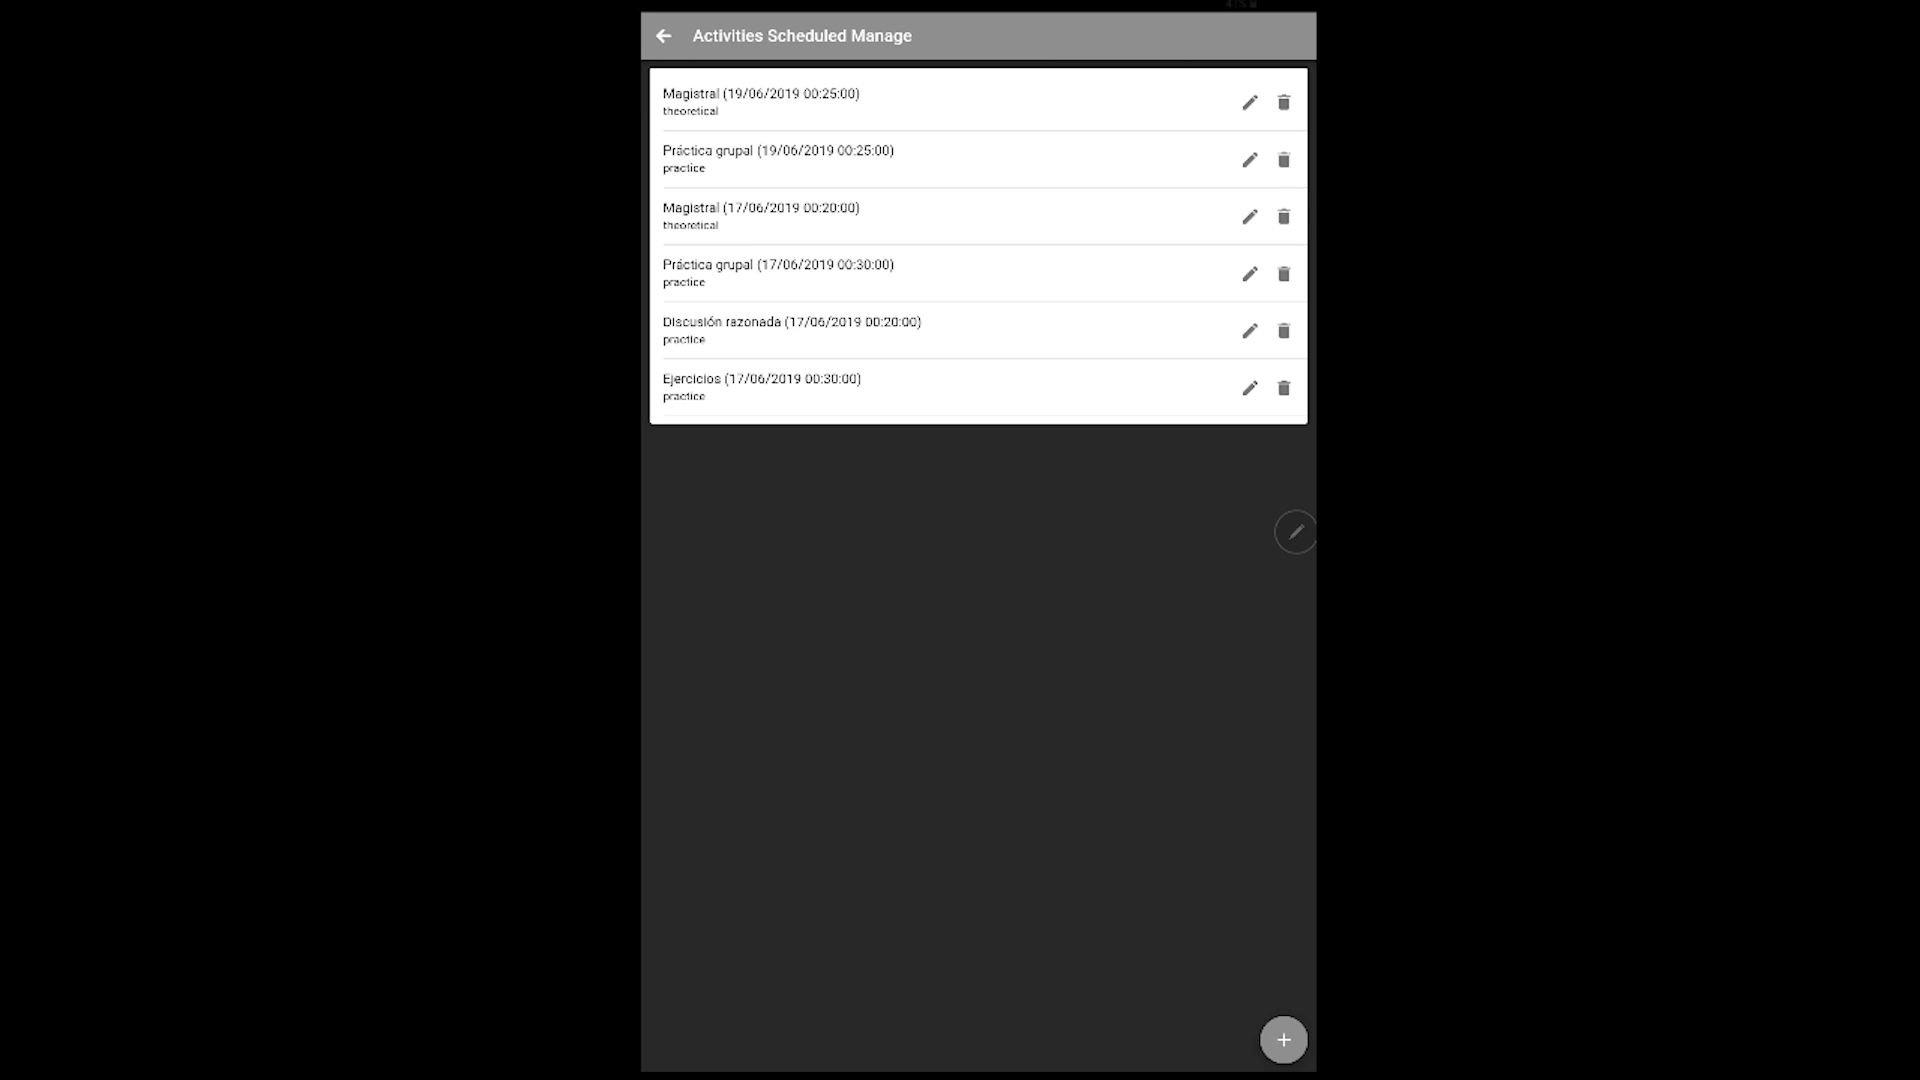 Activities Scheduled Manage
Magistral (19/06/2019 00:25:00)
theoretical
Práctica grupal (19/06/2019 00:25:00)
practice
Magistral (17/06/2019 00:20:00)
theoretical
Práctica grupal (17/06/2019 00:30:00)
practice
Discusión razonada (17/06/2019 00:20:00)
practice
Ejercicios (17/06/2019 00:30:00)
practice